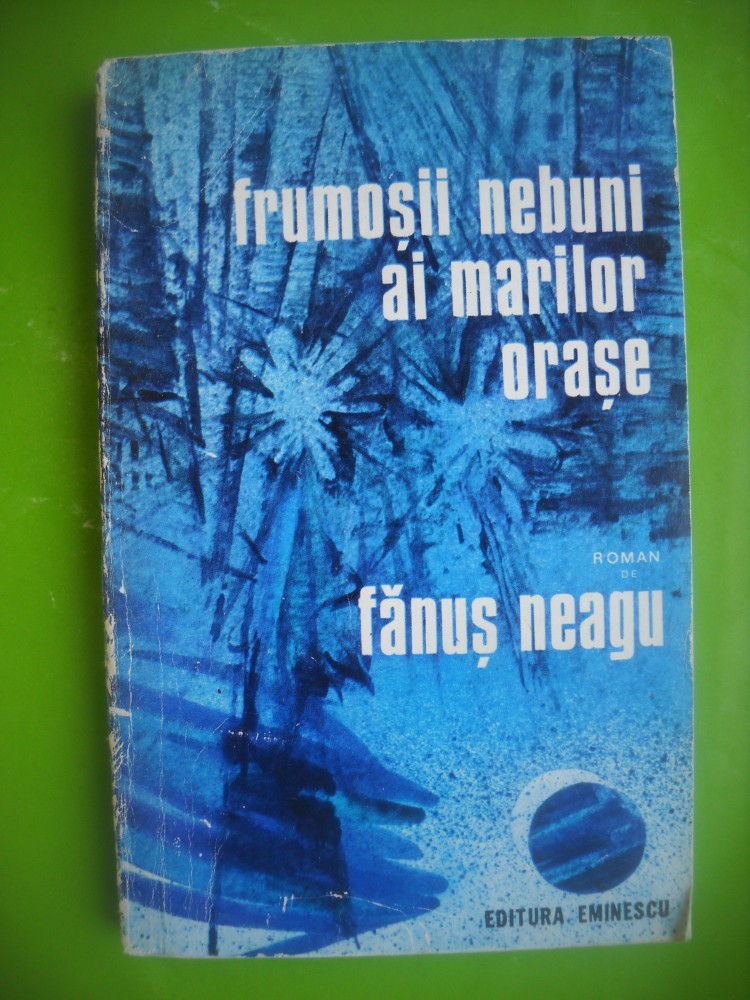 frumoșii nebuni
ai marilor
orașe
ROMAN
DE
fănuș neagu
EDITURA EMINESCU